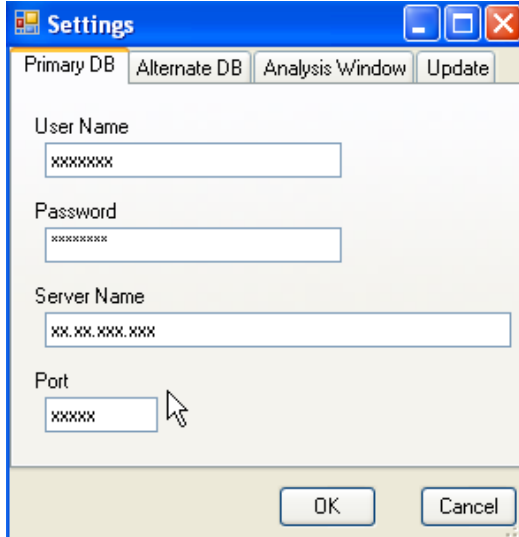 Settings
Primary DB Alternate DB Analysis Window Update
User Name
xxxxxxx
Password
********
Server Name
xx.xx.xxx.xxx
Port
xxxxx
OK Cancel